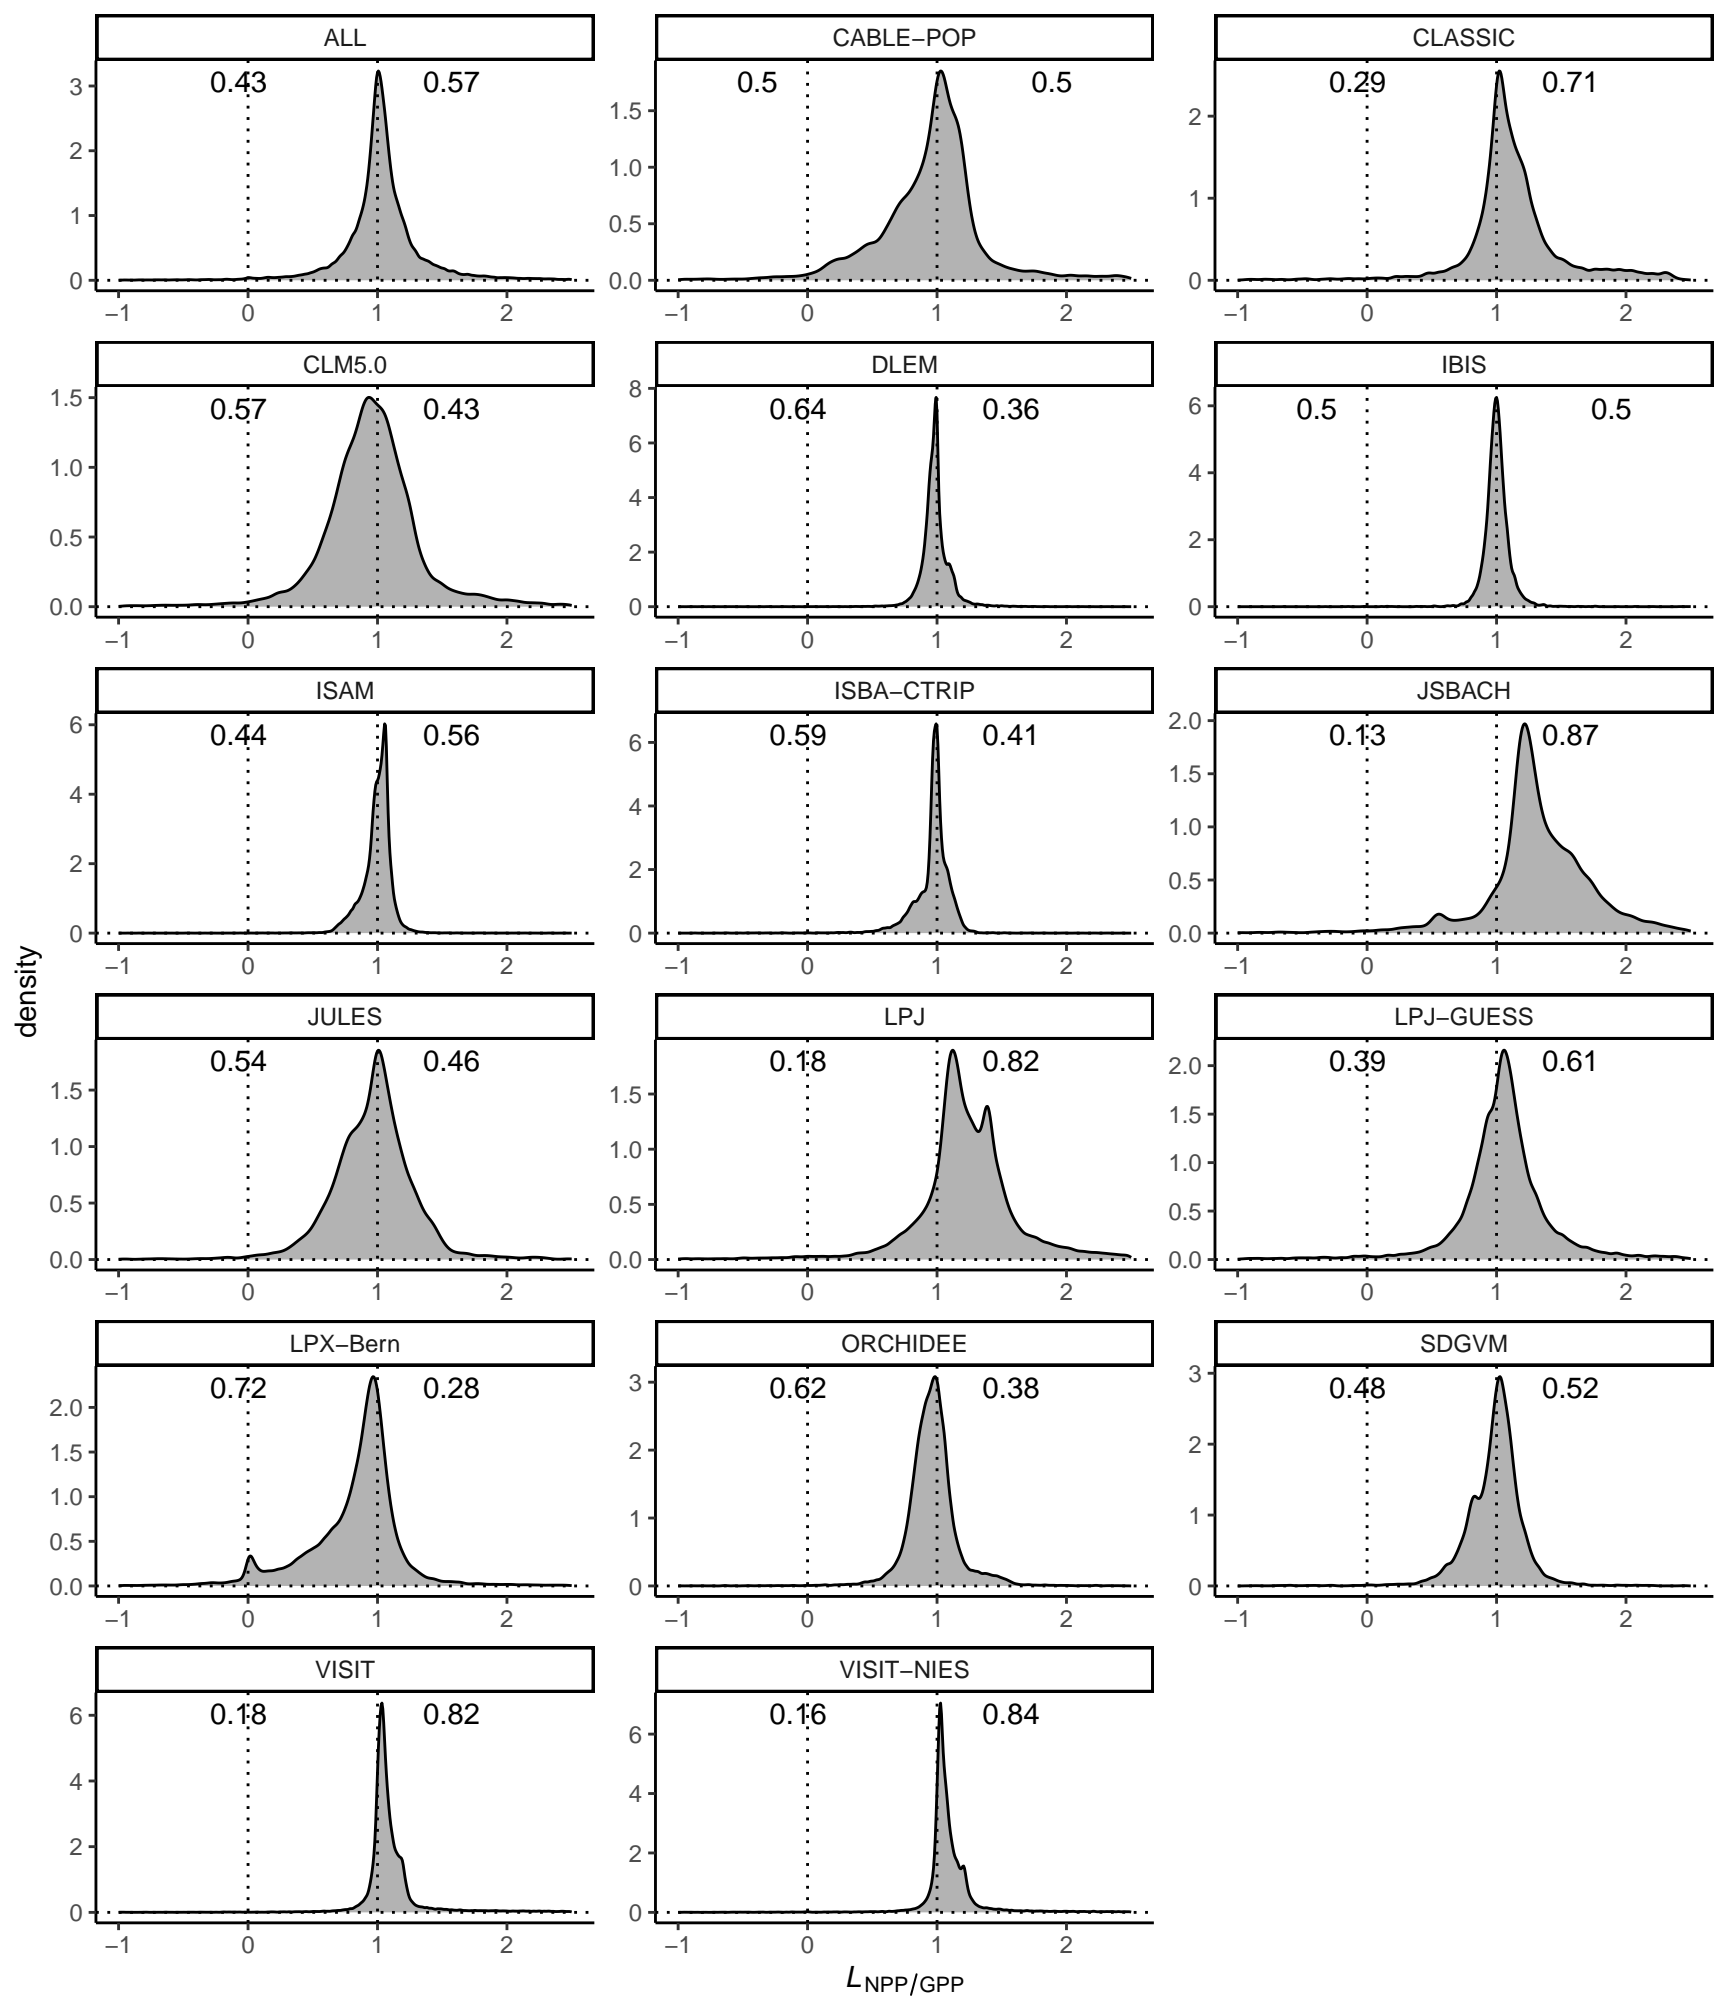 ALL
CABLE−POP
CLASSIC
0.43 0.57
0.5 0.5
0.29 0.71
3
2
1
0
1.5
1.0
0.5
0.0
2
1
0
−1 0 1 2
−1 0 1 2
−1 0 1 2
CLM5.0
DLEM
IBIS
0.57 0.43
0.64 0.36
0.5 0.5
1.5
1.0
0.5
0.0
8
6
4
2
0
6
4
2
0
−1 0 1 2
−1 0 1 2
−1 0 1 2
ISAM
ISBA−CTRIP
JSBACH
0.44 0.56
0.59 0.41
0.13 0.87
6
4
2
0
6
4
2
0
2.0
1.5
1.0
0.5
0.0
−1 0 1 2
−1 0 1 2
−1 0 1 2
density
JULES
LPJ
LPJ−GUESS
0.54 0.46
0.18 0.82
0.39 0.61
1.5
1.0
0.5
0.0
1.5
1.0
0.5
0.0
2.0
1.5
1.0
0.5
0.0
−1 0 1 2
−1 0 1 2
−1 0 1 2
LPX−Bern
ORCHIDEE
SDGVM
0.72 0.28
0.62 0.38
0.48 0.52
2.0
1.5
1.0
0.5
0.0
3
2
1
0
3
2
1
0
−1 0 1 2
−1 0 1 2
−1 0 1 2
VISIT
VISIT−NIES
0.18 0.82
0.16 0.84
6
4
2
0
6
4
2
0
−1 0 1 2
−1 0 1 2
L NPP/GPP